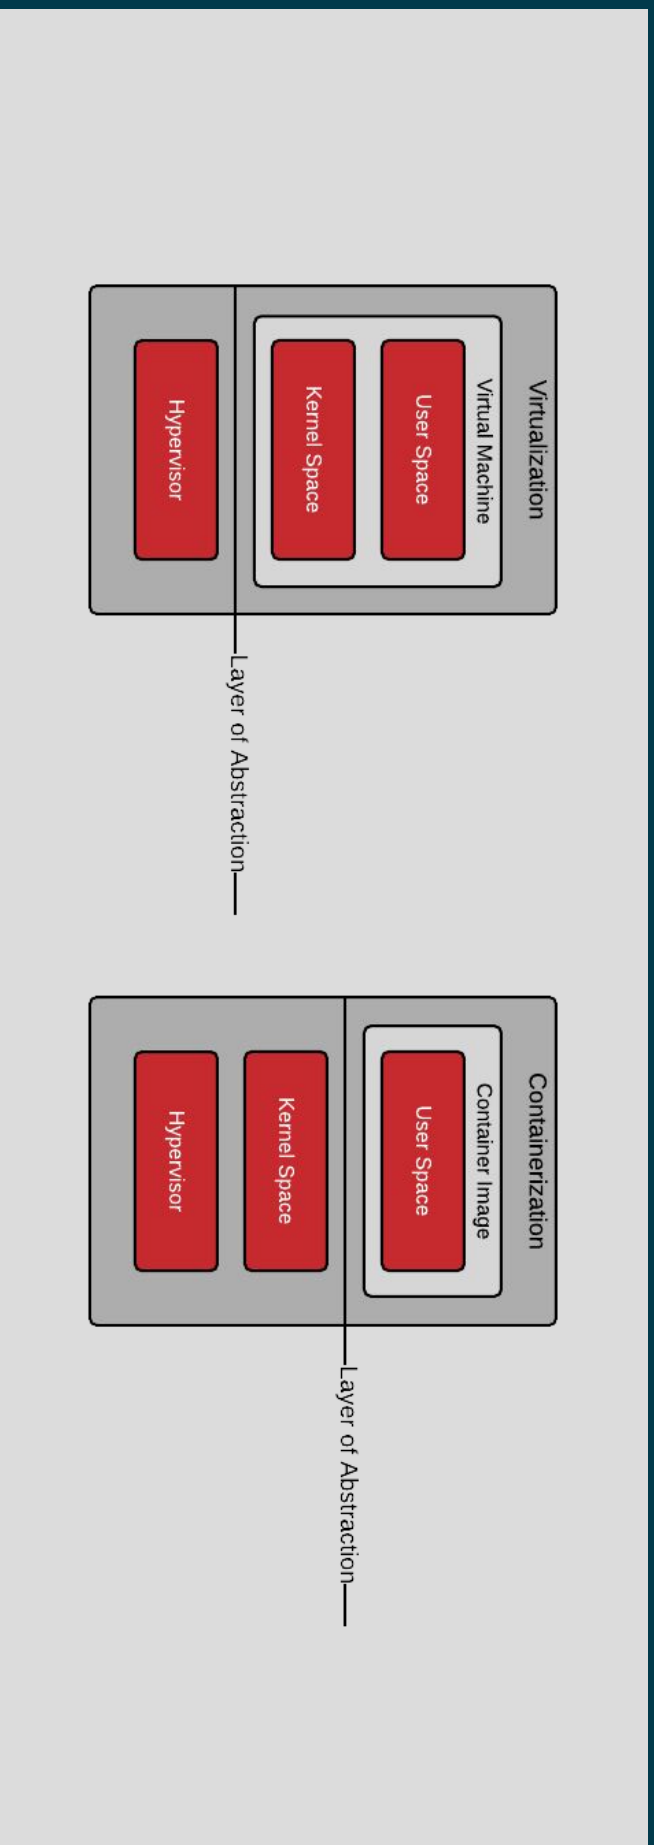 Virtualization
Virtual Machine
User Space
Kernel Space
Layer of Abstraction
Hypervisor
Containerization
Container Image
User Space
Layer of Abstraction
Kernel Space
Hypervisor